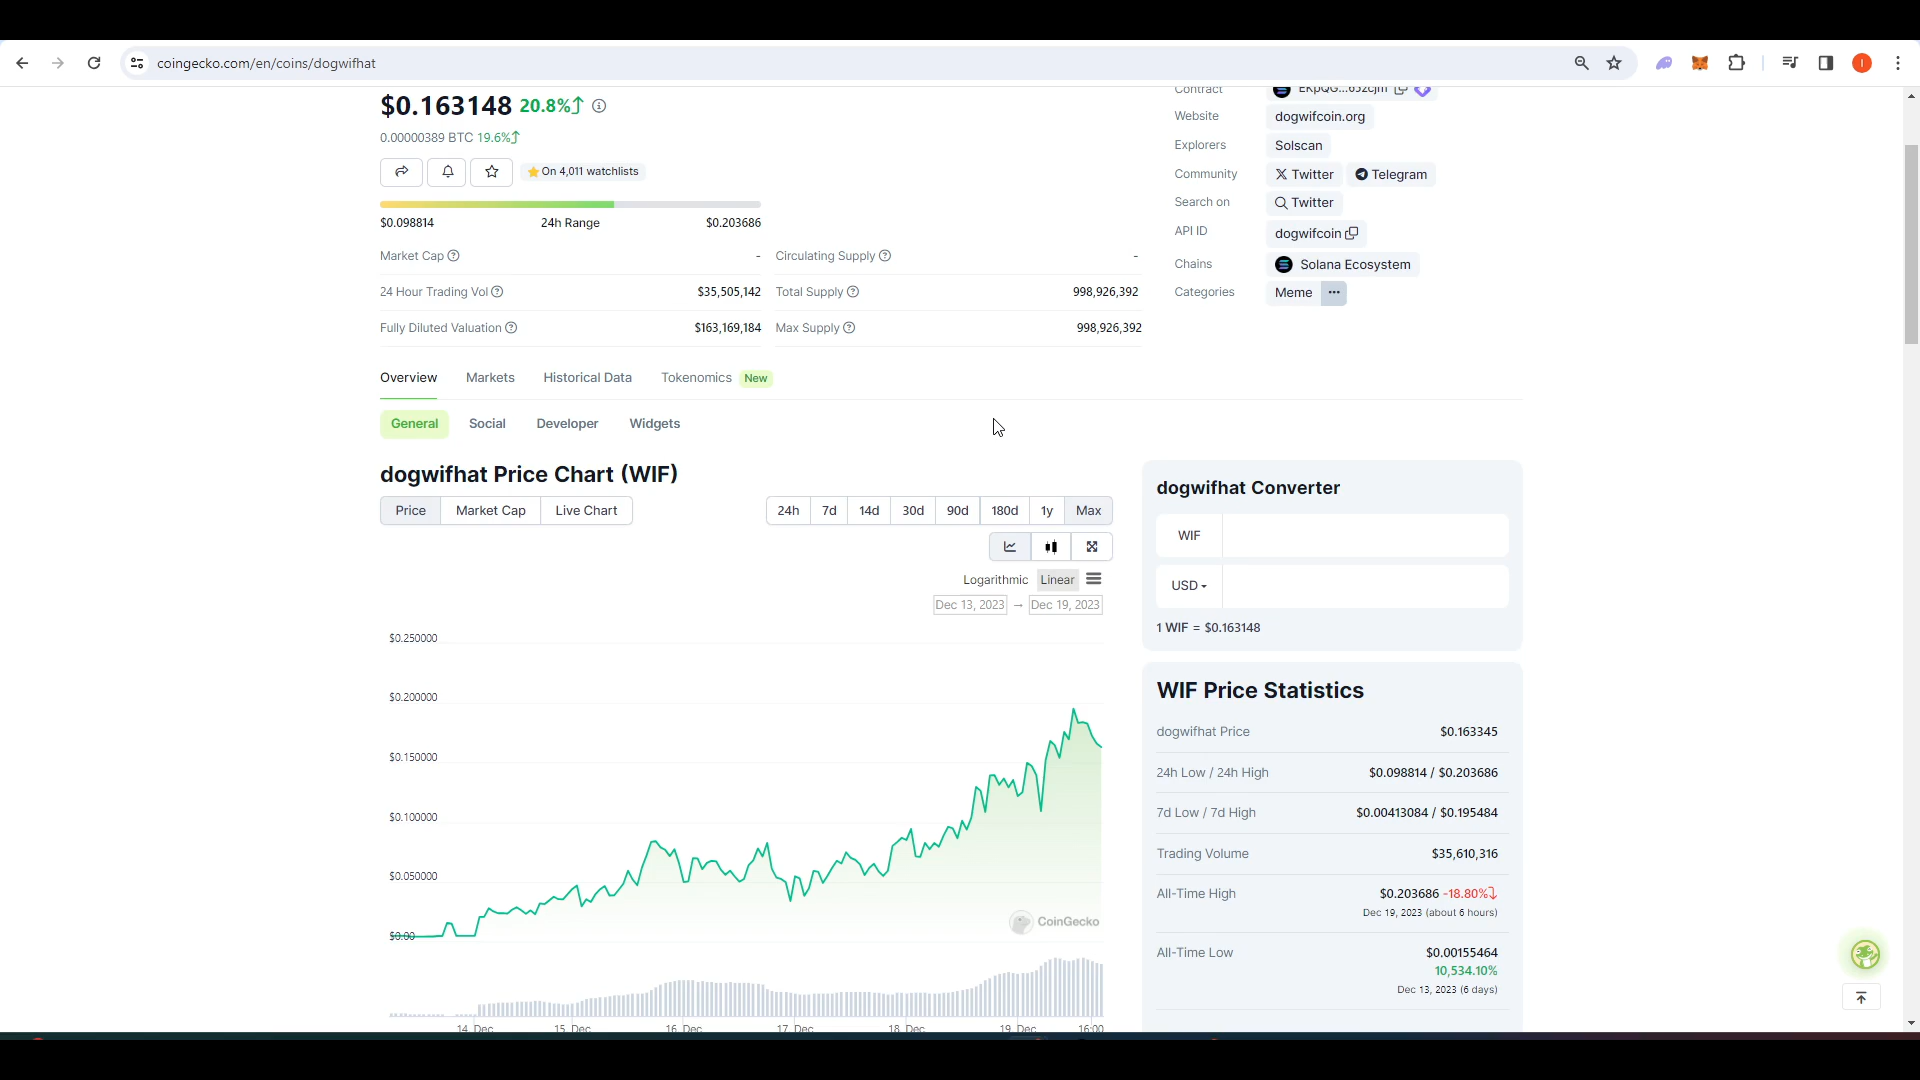 coingecko.com/en/coins/dogwifhat
$0.163148 20.8%
0.00000389 BTC 19.6%
On 4,011 watchlists
$0.098814 24h Range $0.203686
Market Cap -
24 Hour Trading Vol $35,505,142
Fully Diluted Valuation $163,169,184
Circulating Supply -
Total Supply 998,926,392
Max Supply 998,926,392
Contract
Website dogwifcoin.org
Explorers Solscan
Community Twitter Telegram
Search on Twitter
API ID dogwifcoin
Chains Solana Ecosystem
Categories Meme
Overview Markets Historical Data Tokenomics New
General Social Developer Widgets
dogwifhat Price Chart (WIF)
Price Market Cap Live Chart
24h 7d 14d 30d 90d 180d 1y Max
Logarithmic Linear
Dec 13, 2023 → Dec 19, 2023
$0.250000
$0.200000
$0.150000
$0.100000
$0.050000
$0.00
CoinGecko
14. Dec 15. Dec 16. Dec 17. Dec 18. Dec 19. Dec 16:00
dogwifhat Converter
WIF
USD
1 WIF = $0.163148
WIF Price Statistics
dogwifhat Price $0.163345
24h Low / 24h High $0.098814 / $0.203686
7d Low / 7d High $0.00413084 / $0.195484
Trading Volume $35,610,316
All-Time High $0.203686 -18.80%
Dec 19, 2023 (about 6 hours)
All-Time Low $0.00155464
10,534.10%
Dec 13, 2023 (6 days)